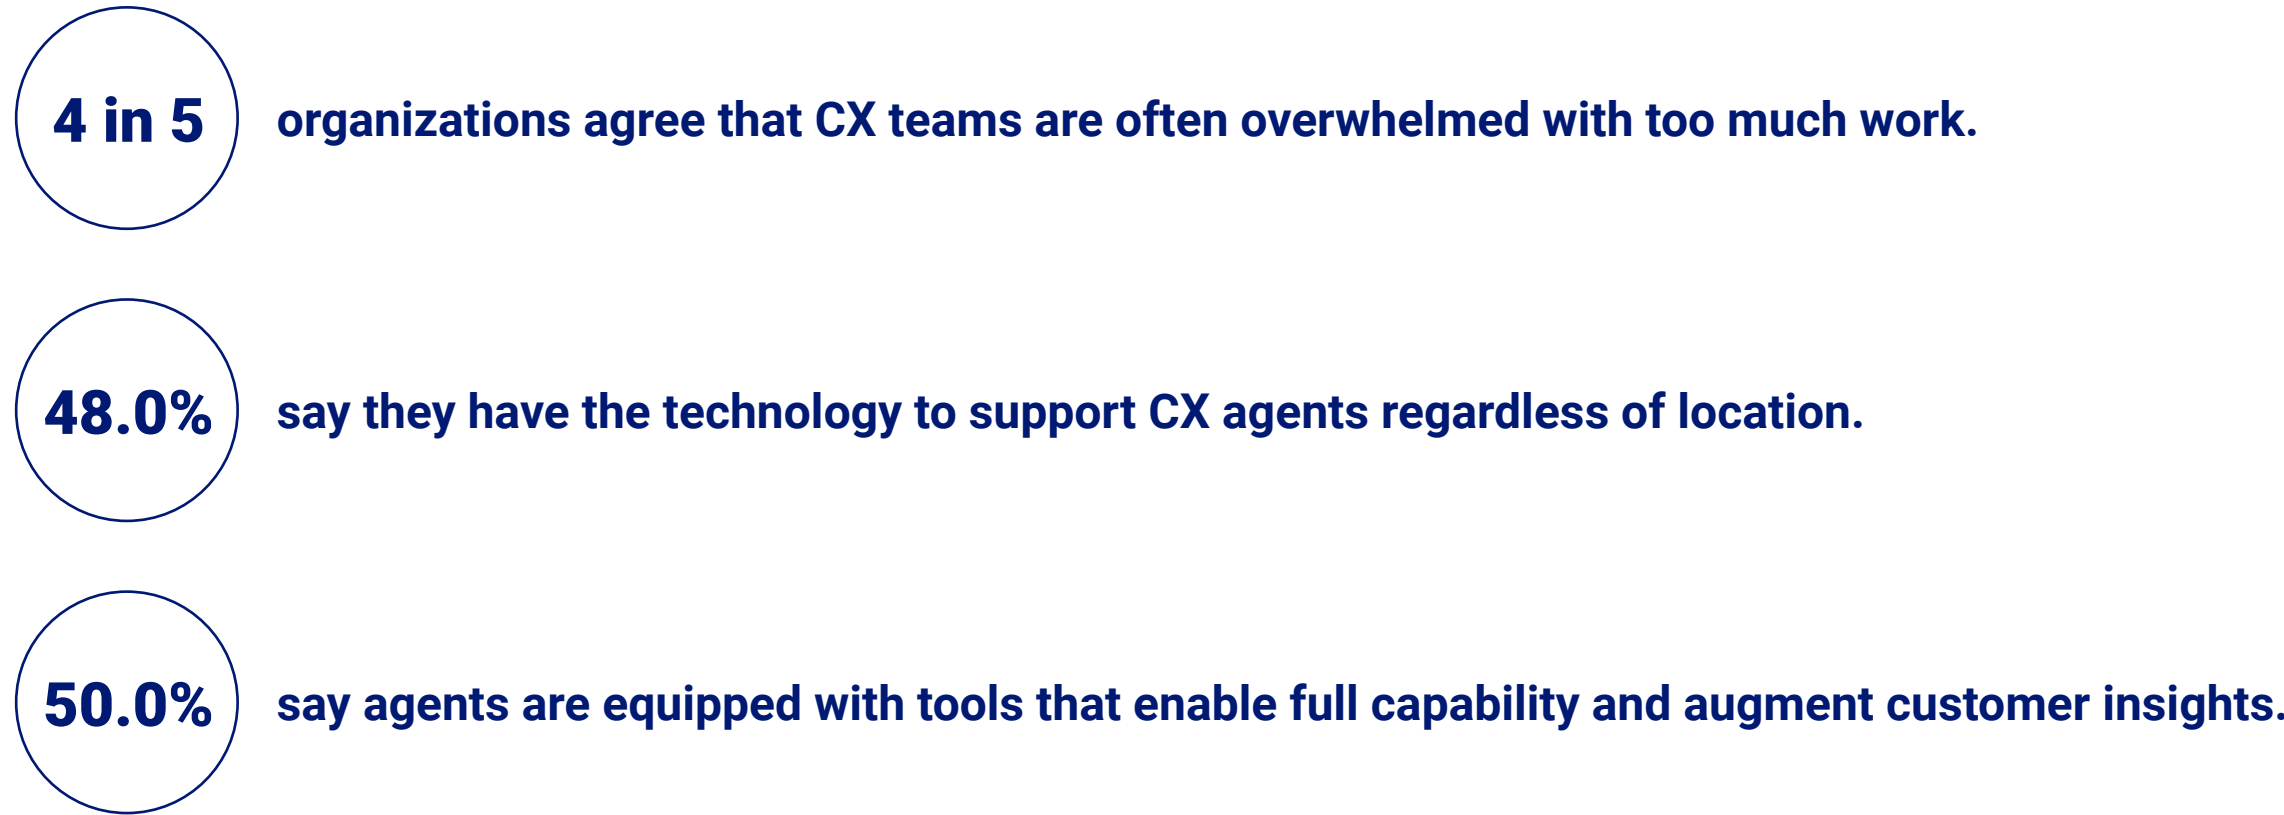 4 in 5 organizations agree that CX teams are often overwhelmed with too much work.
48.0% say they have the technology to support CX agents regardless of location.
50.0% say agents are equipped with tools that enable full capability and augment customer insights.